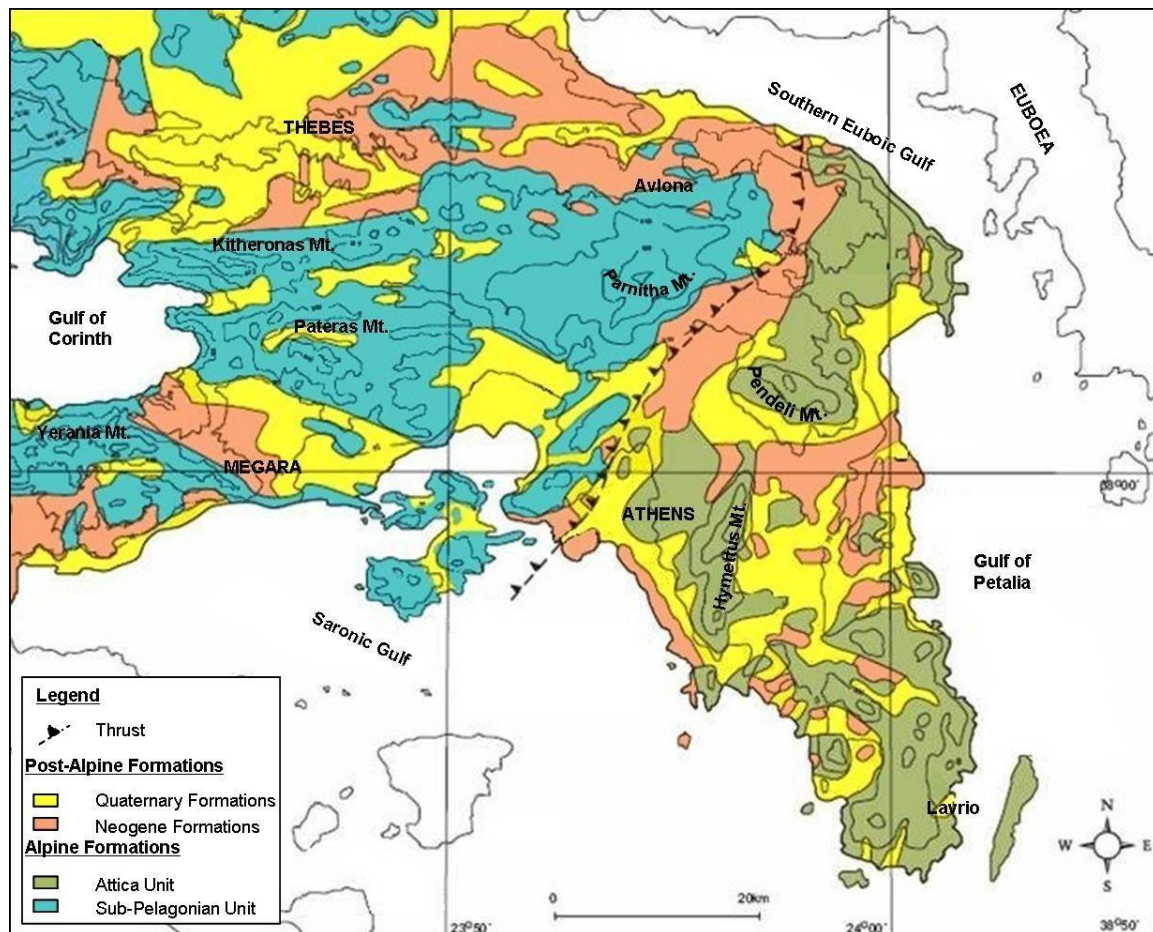 Southern Euboic Gulf
EUBOEA
THEBES
Avlona
Kitheronas Mt.
Parnitha Mt.
Gulf of
Corinth
Pateras Mt.
Pendeli Mt.
Yerania Mt.
MEGARA
38°00´
ATHENS
Hymettus Mt.
Gulf of
Petalia
Saronic Gulf
Legend
Thrust
Post-Alpine Formations
Quaternary Formations
Neogene Formations
Alpine Formations
Attica Unit
Sub-Pelagonian Unit
Lavrio
N
W E
S
0 20km
23°50´ 24°00´ 38°50´